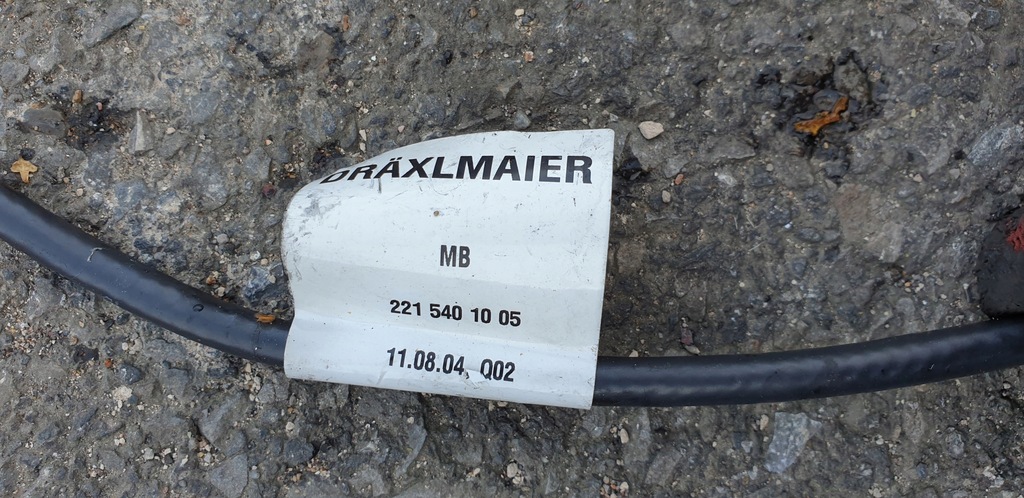 DRÄXLMAIER
MB
221 540 10 05
11.08.04, Q02